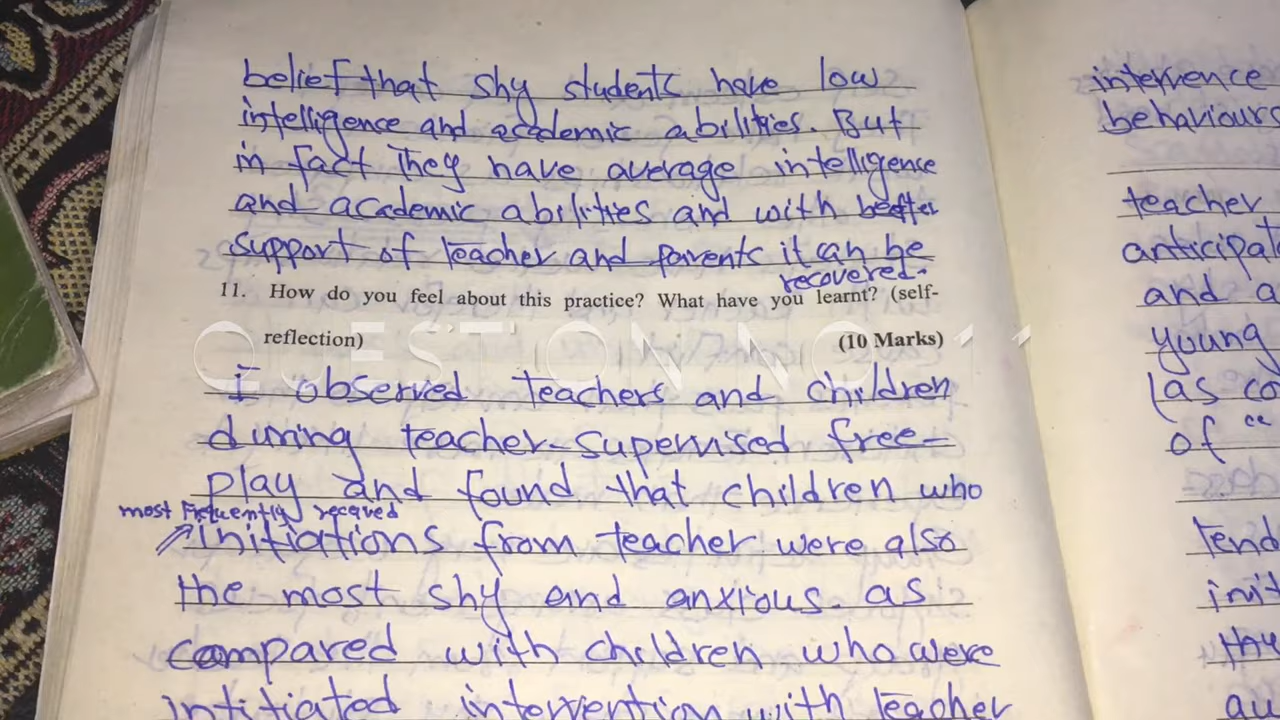 belief that shy students have low
intelligence and academic abilities. But
in fact They have average intelligence
and academic abilities and with better
support of teacher and parents it can be
recovered.
11. How do you feel about this practice? What have you learnt? (self-
reflection) (10 Marks)
QUESTION NO 11
I observed teachers and children
during teacher-supervised free-
play and found that children who
most frequently received
initiations from teacher were also
the most shy and anxious. as
compared with children who were
intitiated intervention with teacher
intervence
behaviours
teacher
anticipat
and a
young
(as co
of "
tend
init
thu
au